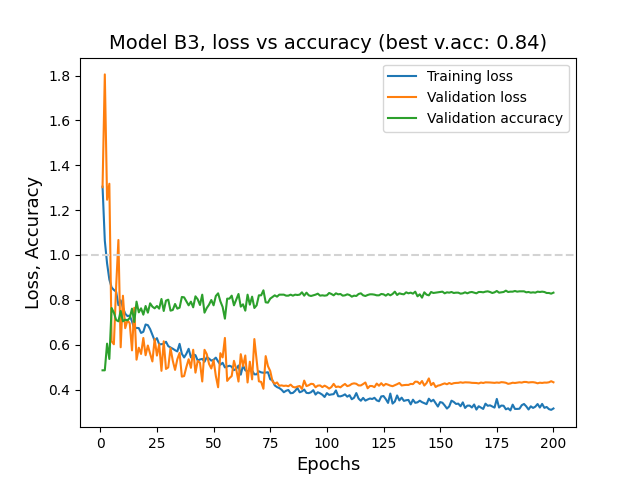 Model B3, loss vs accuracy (best v.acc: 0.84)
Training loss
Validation loss
Validation accuracy
Loss, Accuracy
1.8
1.6
1.4
1.2
1.0
0.8
0.6
0.4
0 25 50 75 100 125 150 175 200
Epochs